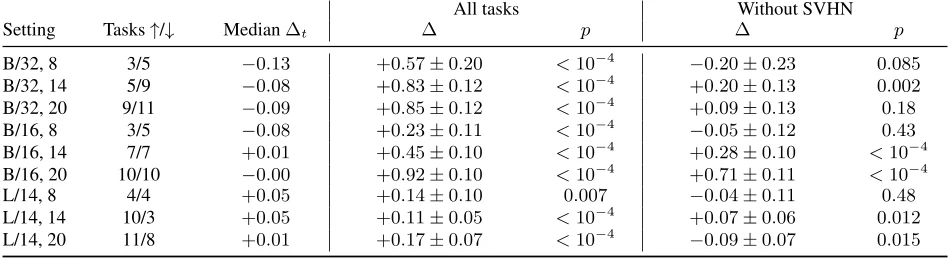 All tasks Without SVHN
Setting Tasks ↑/↓ Median Δₜ Δ p Δ p
B/32, 8 3/5 −0.13 +0.57 ± 0.20 < 10⁻⁴ −0.20 ± 0.23 0.085
B/32, 14 5/9 −0.08 +0.83 ± 0.12 < 10⁻⁴ +0.20 ± 0.13 0.002
B/32, 20 9/11 −0.09 +0.85 ± 0.12 < 10⁻⁴ +0.09 ± 0.13 0.18
B/16, 8 3/5 −0.08 +0.23 ± 0.11 < 10⁻⁴ −0.05 ± 0.12 0.43
B/16, 14 7/7 +0.01 +0.45 ± 0.10 < 10⁻⁴ +0.28 ± 0.10 < 10⁻⁴
B/16, 20 10/10 −0.00 +0.92 ± 0.10 < 10⁻⁴ +0.71 ± 0.11 < 10⁻⁴
L/14, 8 4/4 +0.05 +0.14 ± 0.10 0.007 −0.04 ± 0.11 0.48
L/14, 14 10/3 +0.05 +0.11 ± 0.05 < 10⁻⁴ +0.07 ± 0.06 0.012
L/14, 20 11/8 +0.01 +0.17 ± 0.07 < 10⁻⁴ −0.09 ± 0.07 0.015